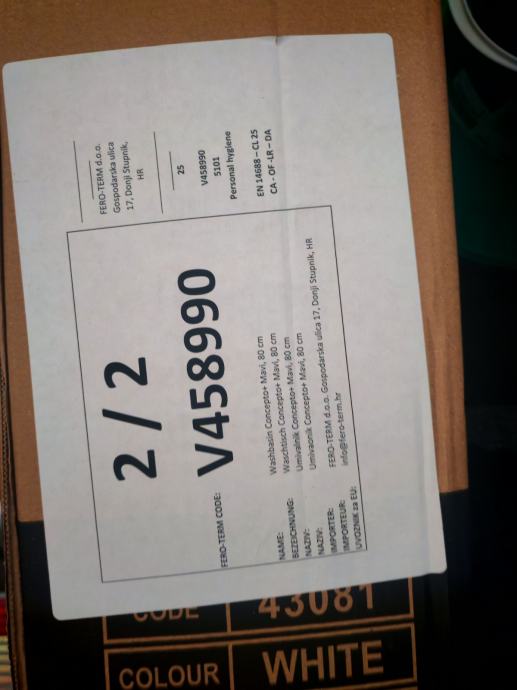 2 / 2
FERO-TERM CODE: V458990
NAME: Washbasin Concepto+ Mavi, 80 cm
BEZEICHNUNG: Waschtisch Concepto+ Mavi, 80 cm
NAZIV: Umivalnik Concepto+ Mavi, 80 cm
NAZIV: Umivaonik Concepto+ Mavi, 80 cm
IMPORTER: FERO-TERM d.o.o. Gospodarska ulica 17, Donji Stupnik, HR
IMPORTEUR: info@fero-term.hr
UVOZNIK za EU:
FERO-TERM d.o.o.
Gospodarska ulica
17, Donji Stupnik,
HR
25
V458990
5101
Personal hygiene
EN 14688 – CL 25
CA - OF -LR – DA
CODE 43081
COLOUR WHITE